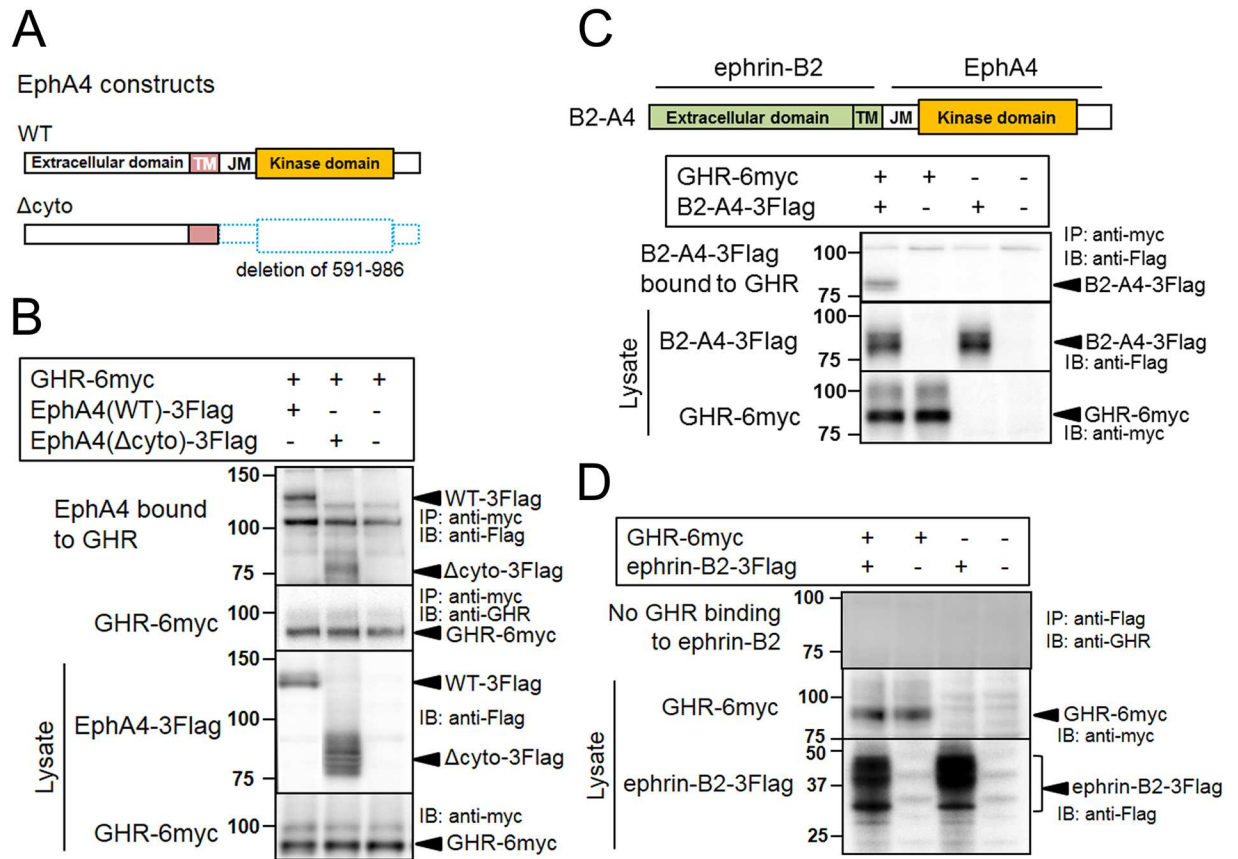 A
EphA4 constructs
WT
Extracellular domain TM JM Kinase domain
Δcyto
deletion of 591-986
B
GHR-6myc + + +
EphA4(WT)-3Flag + - -
EphA4(Δcyto)-3Flag - + -
EphA4 bound
to GHR
150
100
75
WT-3Flag
IP: anti-myc
IB: anti-Flag
Δcyto-3Flag
GHR-6myc
100
IP: anti-myc
IB: anti-GHR
GHR-6myc
Lysate
EphA4-3Flag
150
100
75
WT-3Flag
IB: anti-Flag
Δcyto-3Flag
GHR-6myc
100
IB: anti-myc
GHR-6myc
C
ephrin-B2 EphA4
B2-A4 Extracellular domain TM JM Kinase domain
GHR-6myc + + - -
B2-A4-3Flag + - + -
B2-A4-3Flag
bound to GHR
100
75
IP: anti-myc
IB: anti-Flag
B2-A4-3Flag
Lysate
B2-A4-3Flag
100
75
B2-A4-3Flag
IB: anti-Flag
GHR-6myc
100
75
GHR-6myc
IB: anti-myc
D
GHR-6myc + + - -
ephrin-B2-3Flag + - + -
No GHR binding
to ephrin-B2
100
75
IP: anti-Flag
IB: anti-GHR
Lysate
GHR-6myc
100
75
GHR-6myc
IB: anti-myc
ephrin-B2-3Flag
50
37
25
ephrin-B2-3Flag
IB: anti-Flag